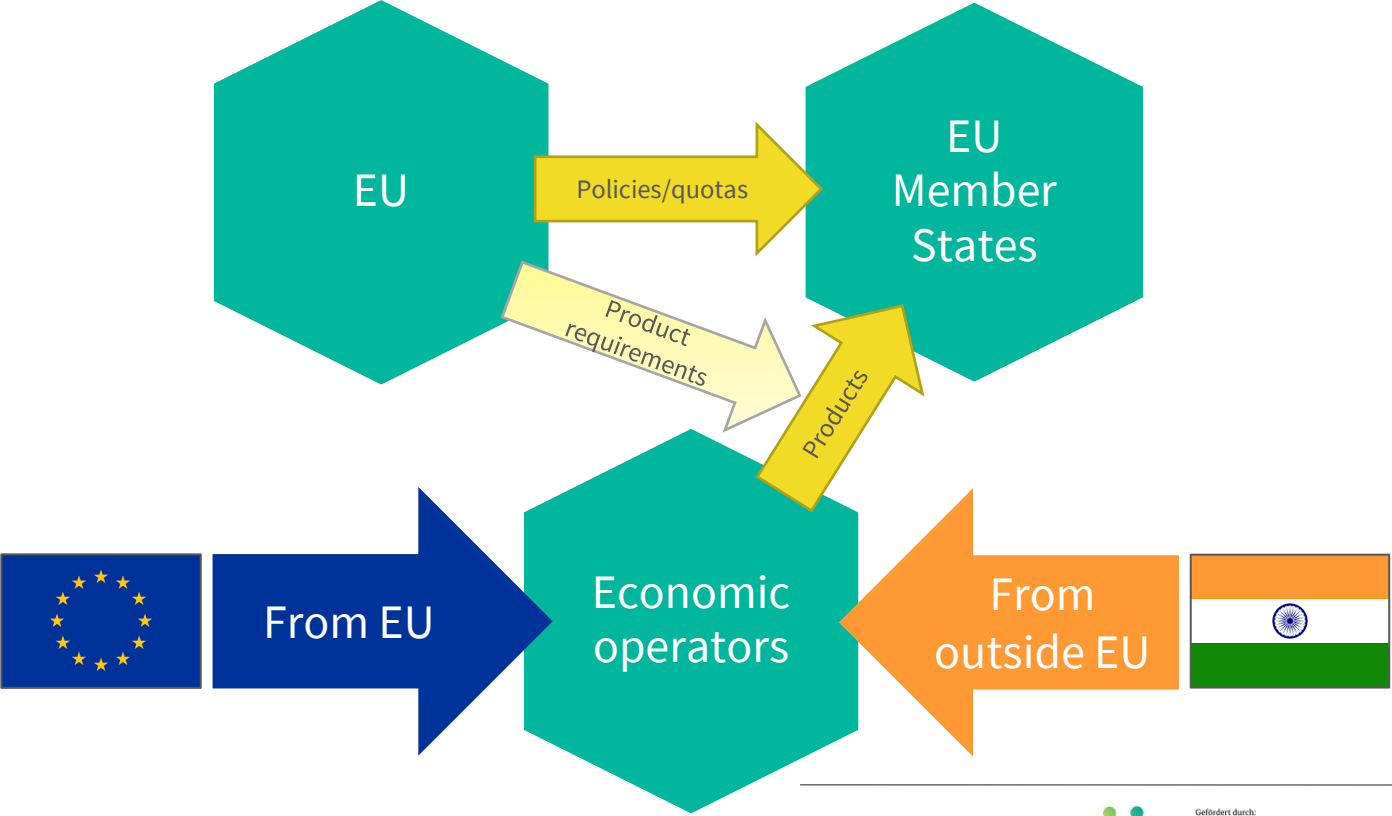 EU
Policies/quotas
EU
Member
States
Product
requirements
Products
From EU
Economic
operators
From
outside EU
Gefördert durch: